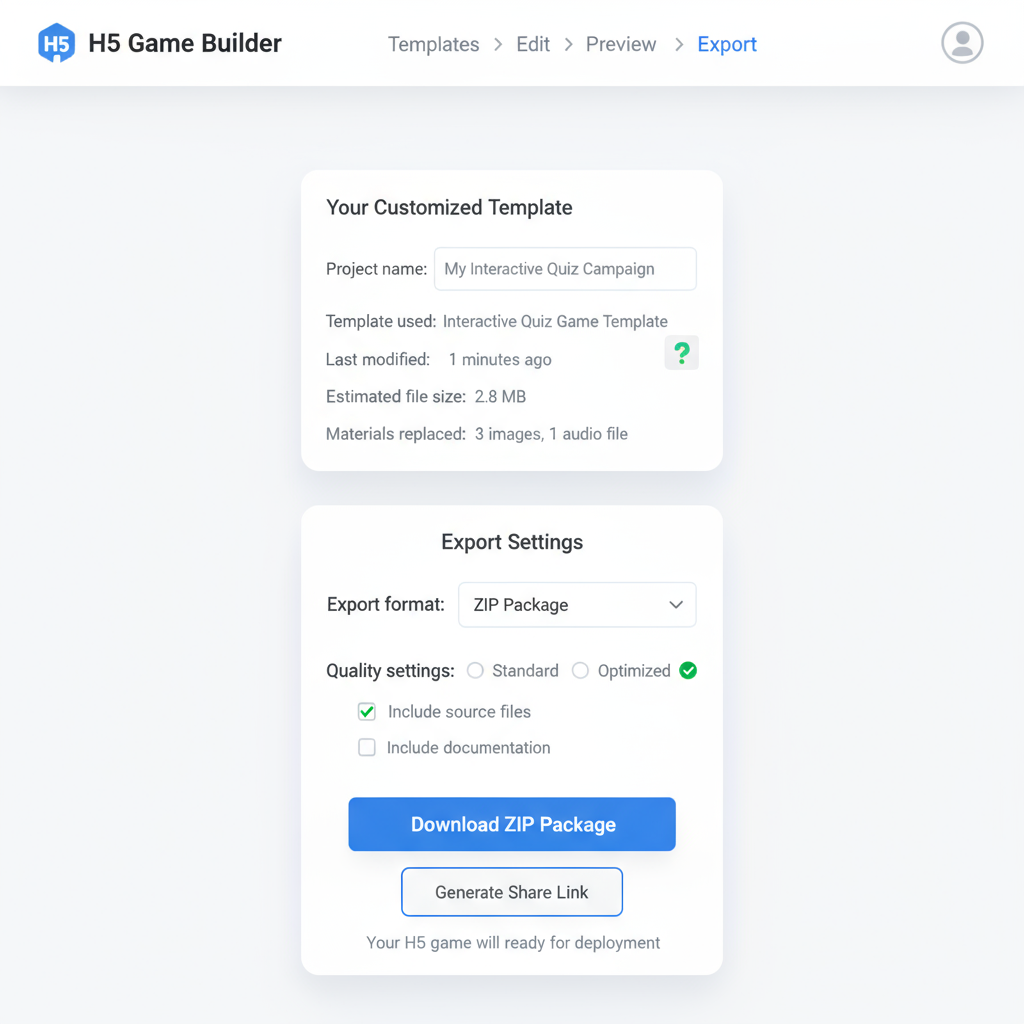 H5 H5 Game Builder
Templates > Edit > Preview > Export
Your Customized Template
Project name: My Interactive Quiz Campaign
Template used: Interactive Quiz Game Template
?
Last modified: 1 minutes ago
Estimated file size: 2.8 MB
Materials replaced: 3 images, 1 audio file
Export Settings
Export format: ZIP Package
Quality settings: Standard Optimized
Include source files
Include documentation
Download ZIP Package
Generate Share Link
Your H5 game will ready for deployment